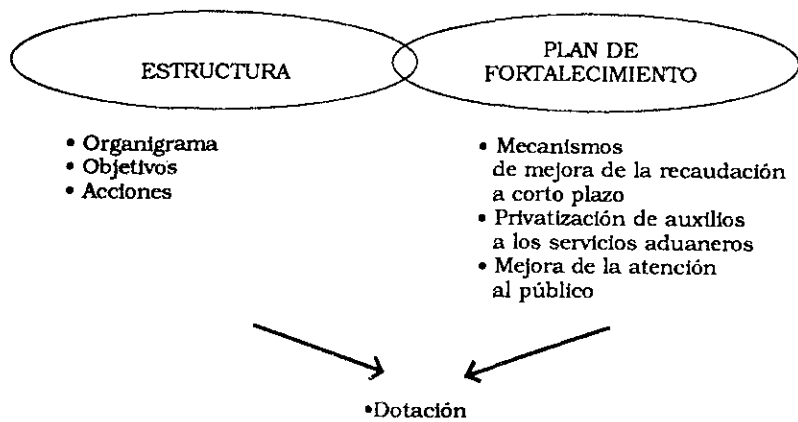 ESTRUCTURA
PLAN DE
FORTALECIMIENTO
• Organigrama
• Objetivos
• Acciones
• Mecanismos
de mejora de la recaudación
a corto plazo
• Privatización de auxilios
a los servicios aduaneros
• Mejora de la atención
al público
•Dotación